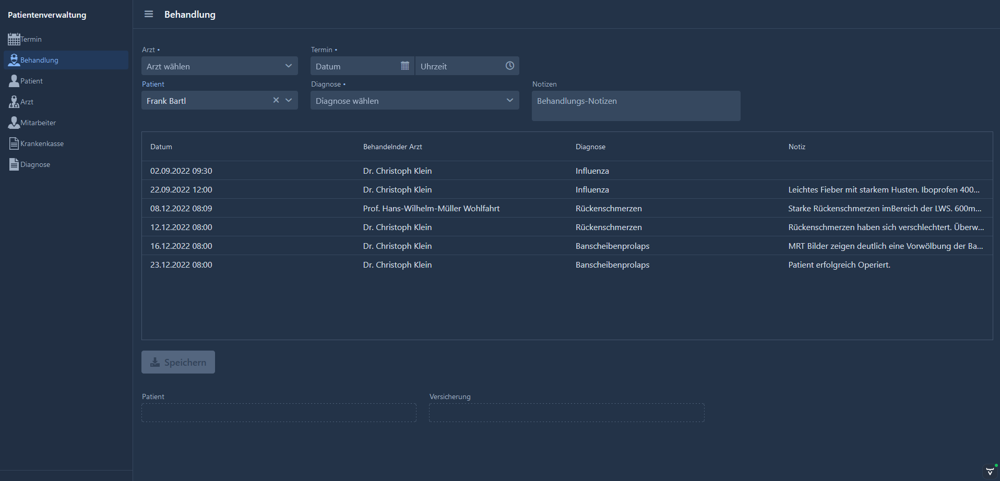 Patientenverwaltung
Termin
Behandlung
Patient
Arzt
Mitarbeiter
Krankenkasse
Diagnose
Behandlung
Arzt •
Termin •
Arzt wählen
Datum
Uhrzeit
Patient
Diagnose •
Notizen
Frank Bartl
Diagnose wählen
Behandlungs-Notizen
Datum Behandelnder Arzt Diagnose Notiz
02.09.2022 09:30 Dr. Christoph Klein Influenza
22.09.2022 12:00 Dr. Christoph Klein Influenza Leichtes Fieber mit starkem Husten. Iboprofen 400...
08.12.2022 08:09 Prof. Hans-Wilhelm-Müller Wohlfahrt Rückenschmerzen Starke Rückenschmerzen imBereich der LWS. 600m...
12.12.2022 08:00 Dr. Christoph Klein Rückenschmerzen Rückenschmerzen haben sich verschlechtert. Überw...
16.12.2022 08:00 Dr. Christoph Klein Banscheibenprolaps MRT Bilder zeigen deutlich eine Vorwölbung der Ba...
23.12.2022 08:00 Dr. Christoph Klein Banscheibenprolaps Patient erfolgreich Operiert.
Speichern
Patient
Versicherung